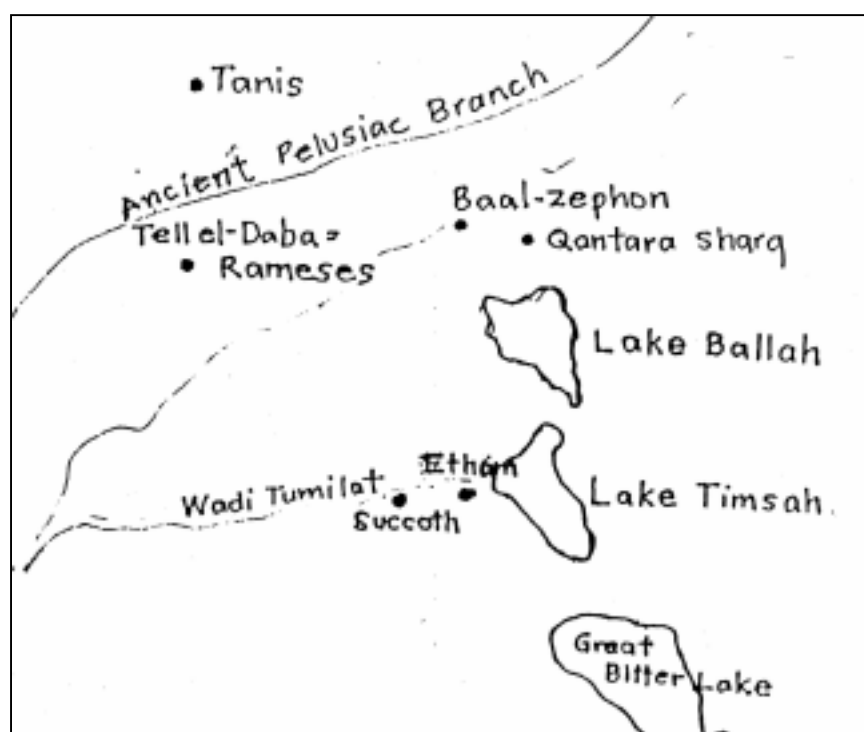 Tanis
Ancient Pelusiac Branch
Baal-zephon
Tell el-Daba=
Rameses
Qantara Sharq
Lake Ballah
Etham
Wadi Tumilat
Succoth
Lake Timsah
Great
Bitter Lake